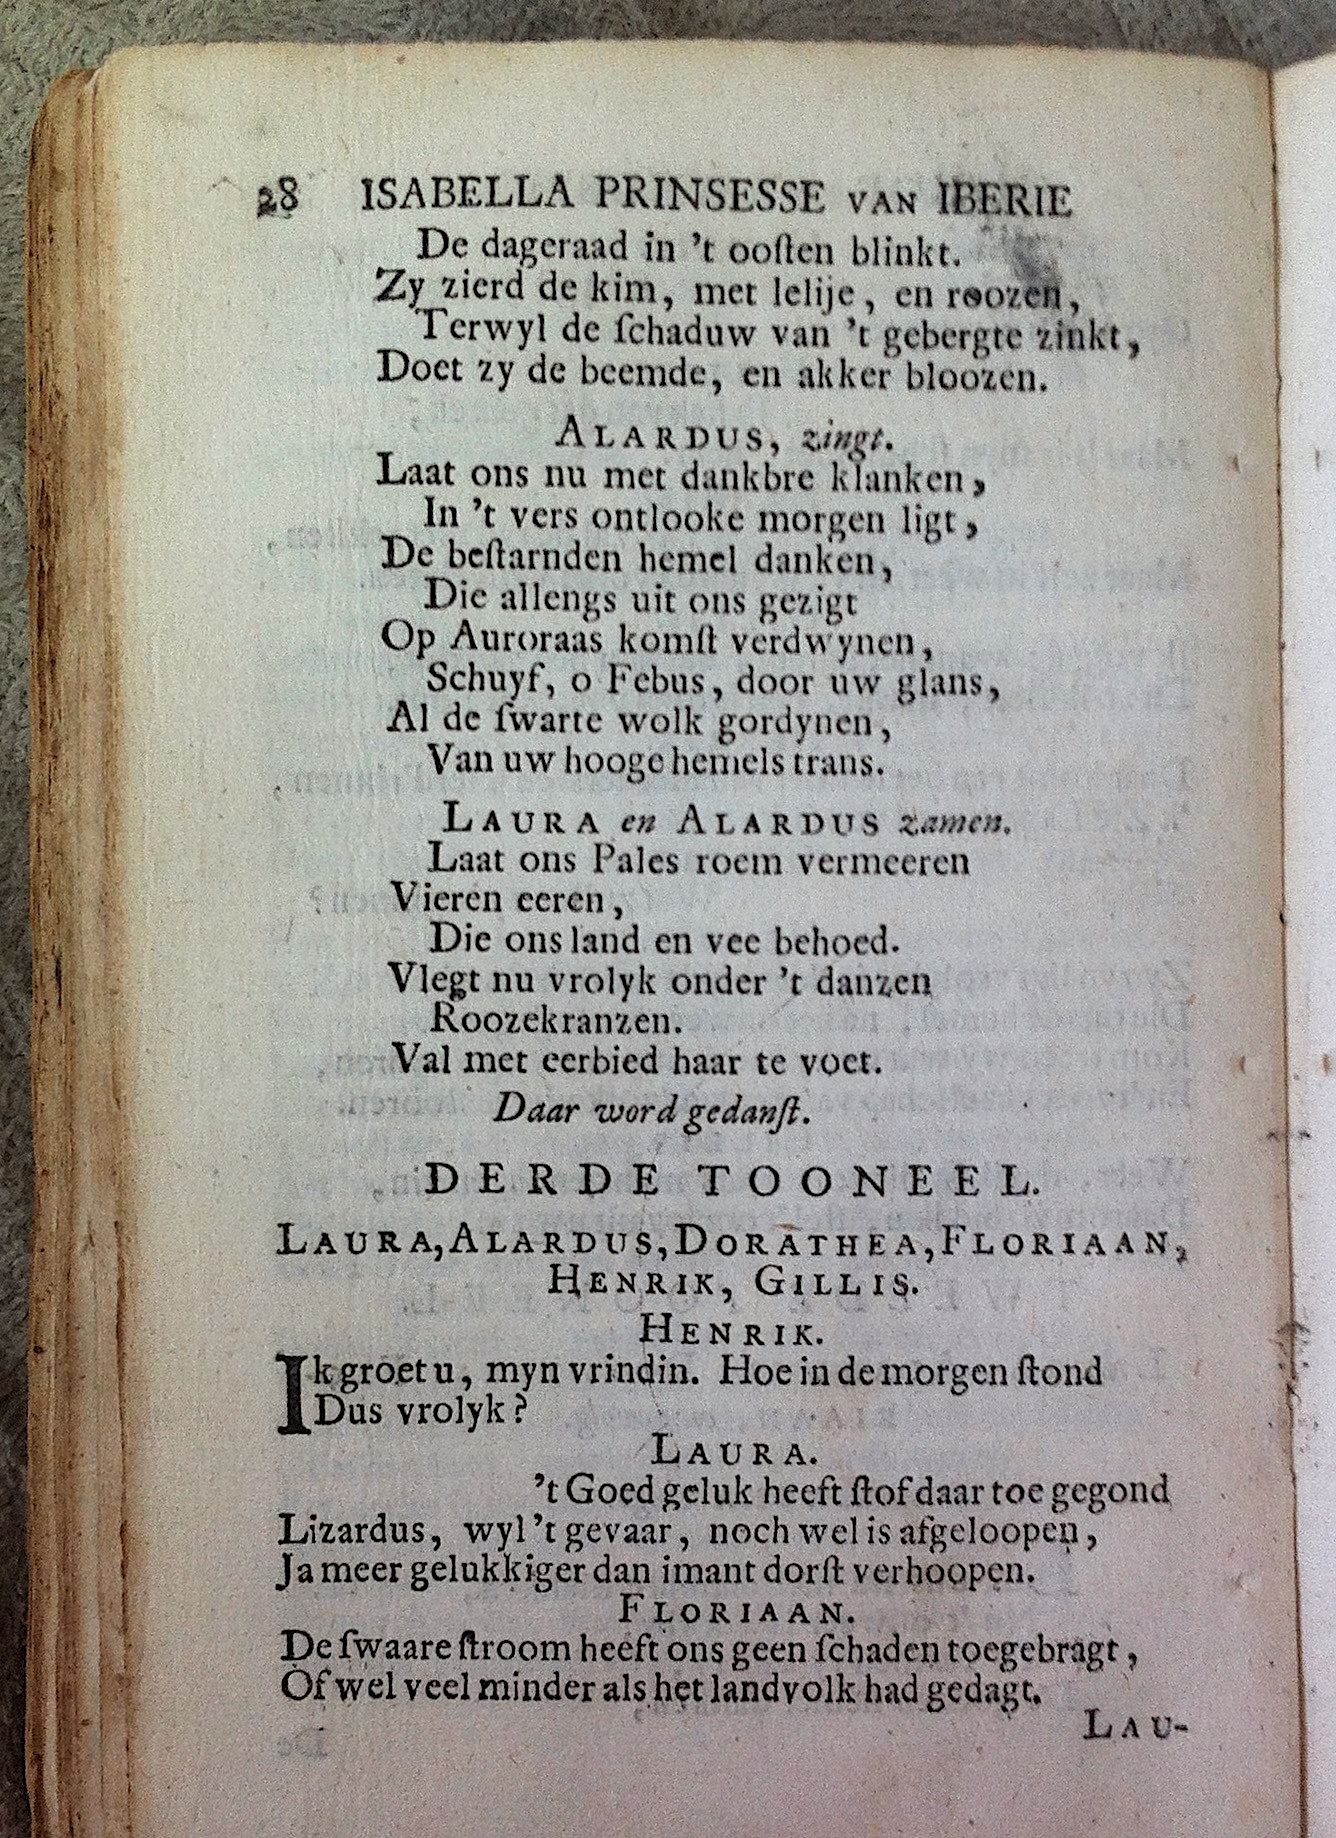 28 ISABELLA PRINSESSE VAN IBERIE
De dageraad in 't ooſten blinkt.
Zy zierd de kim, met lelije, en roozen,
Terwyl de ſchaduw van 't gebergte zinkt,
Doet zy de beemde, en akker bloozen.
ALARDUS, zingt.
Laat ons nu met dankbre klanken,
In 't vers ontlooke morgen ligt,
De beſtarnden hemel danken,
Die allengs uit ons gezigt
Op Auroraas komſt verdwynen,
Schuyf, o Febus, door uw glans,
Al de ſwarte wolk gordynen,
Van uw hooge hemels trans.
LAURA en ALARDUS zamen.
Laat ons Pales roem vermeeren
Vieren eeren,
Die ons land en vee behoed.
Vlegt nu vrolyk onder 't danzen
Roozekranzen.
Val met eerbied haar te voet.
Daar word gedanſt.
DERDE TOONEEL.
LAURA, ALARDUS, DORATHEA, FLORIAAN,
HENRIK, GILLIS.
HENRIK.
Ik groet u, myn vrindin. Hoe in de morgen ſtond
Dus vrolyk?
LAURA.
't Goed geluk heeft ſtof daar toe gegond
Lizardus, wyl 't gevaar, noch wel is afgeloopen,
Ja meer gelukkiger dan imant dorſt verhoopen.
FLORIAAN.
De ſwaare ſtroom heeft ons geen ſchaden toegebragt,
Of wel veel minder als het landvolk had gedagt.
LAU-